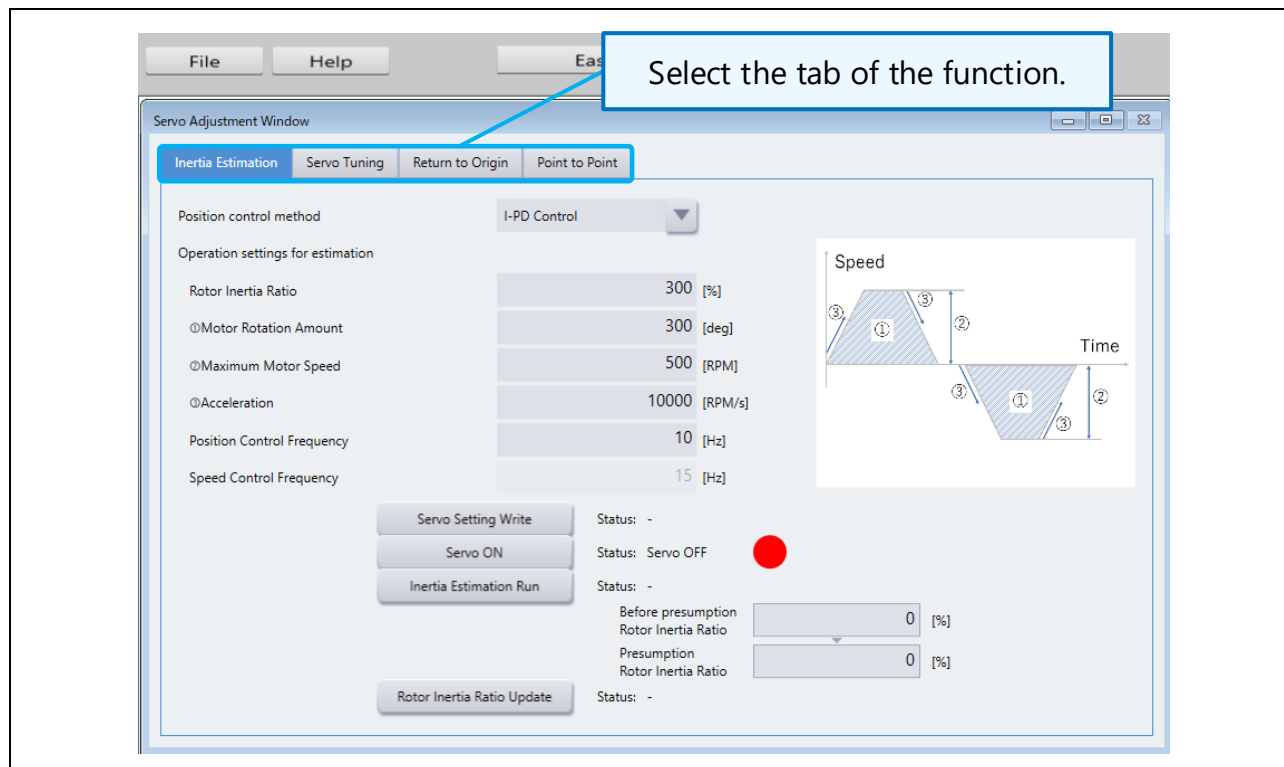 File Help Eas
Select the tab of the function.
Servo Adjustment Window
Inertia Estimation Servo Tuning Return to Origin Point to Point
Position control method I-PD Control
Operation settings for estimation
Rotor Inertia Ratio 300 [%]
①Motor Rotation Amount 300 [deg]
②Maximum Motor Speed 500 [RPM]
③Acceleration 10000 [RPM/s]
Position Control Frequency 10 [Hz]
Speed Control Frequency 15 [Hz]
Speed
③ ① ③ ②
Time
③ ① ③ ②
Servo Setting Write Status: -
Servo ON Status: Servo OFF
Inertia Estimation Run Status: -
Before presumption
Rotor Inertia Ratio 0 [%]
Presumption
Rotor Inertia Ratio 0 [%]
Rotor Inertia Ratio Update Status: -